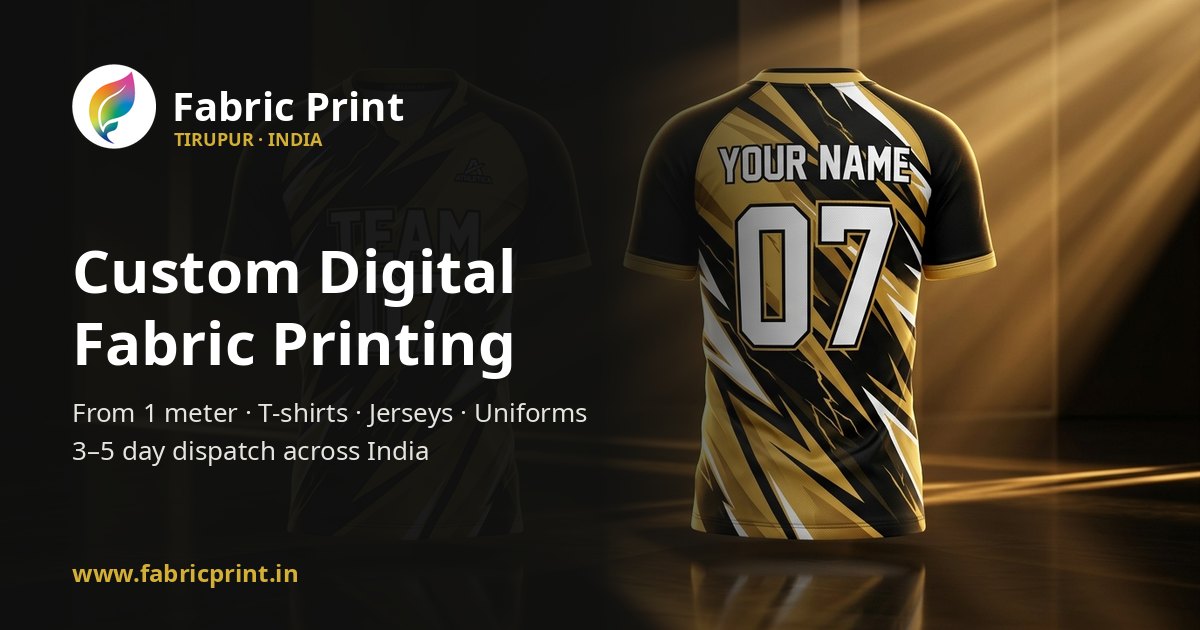 Fabric Print
TIRUPUR · INDIA
TEAM
Custom Digital
Fabric Printing
From 1 meter · T-shirts · Jerseys · Uniforms
3–5 day dispatch across India
www.fabricprint.in
YOUR NAME
07